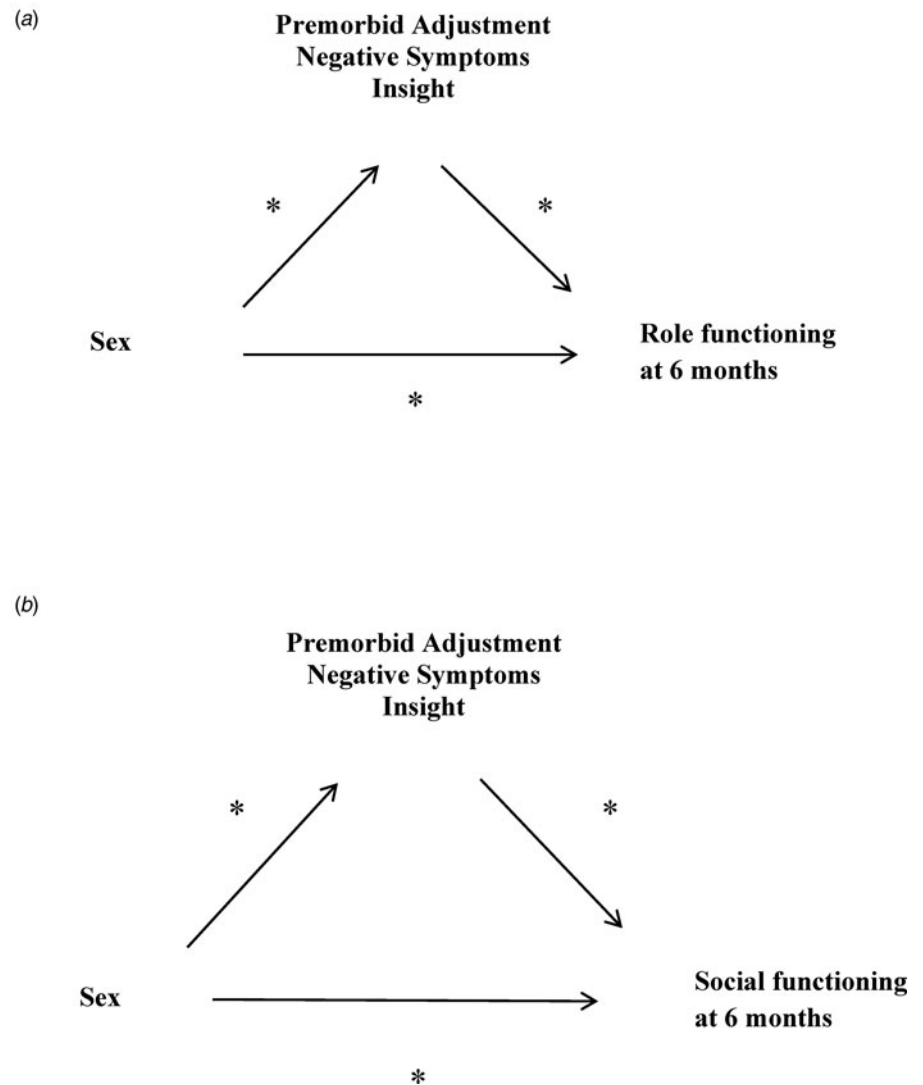 (a)
Premorbid Adjustment
Negative Symptoms
Insight
*
*
Sex
Role functioning
at 6 months
*
(b)
Premorbid Adjustment
Negative Symptoms
Insight
*
*
Sex
Social functioning
at 6 months
*